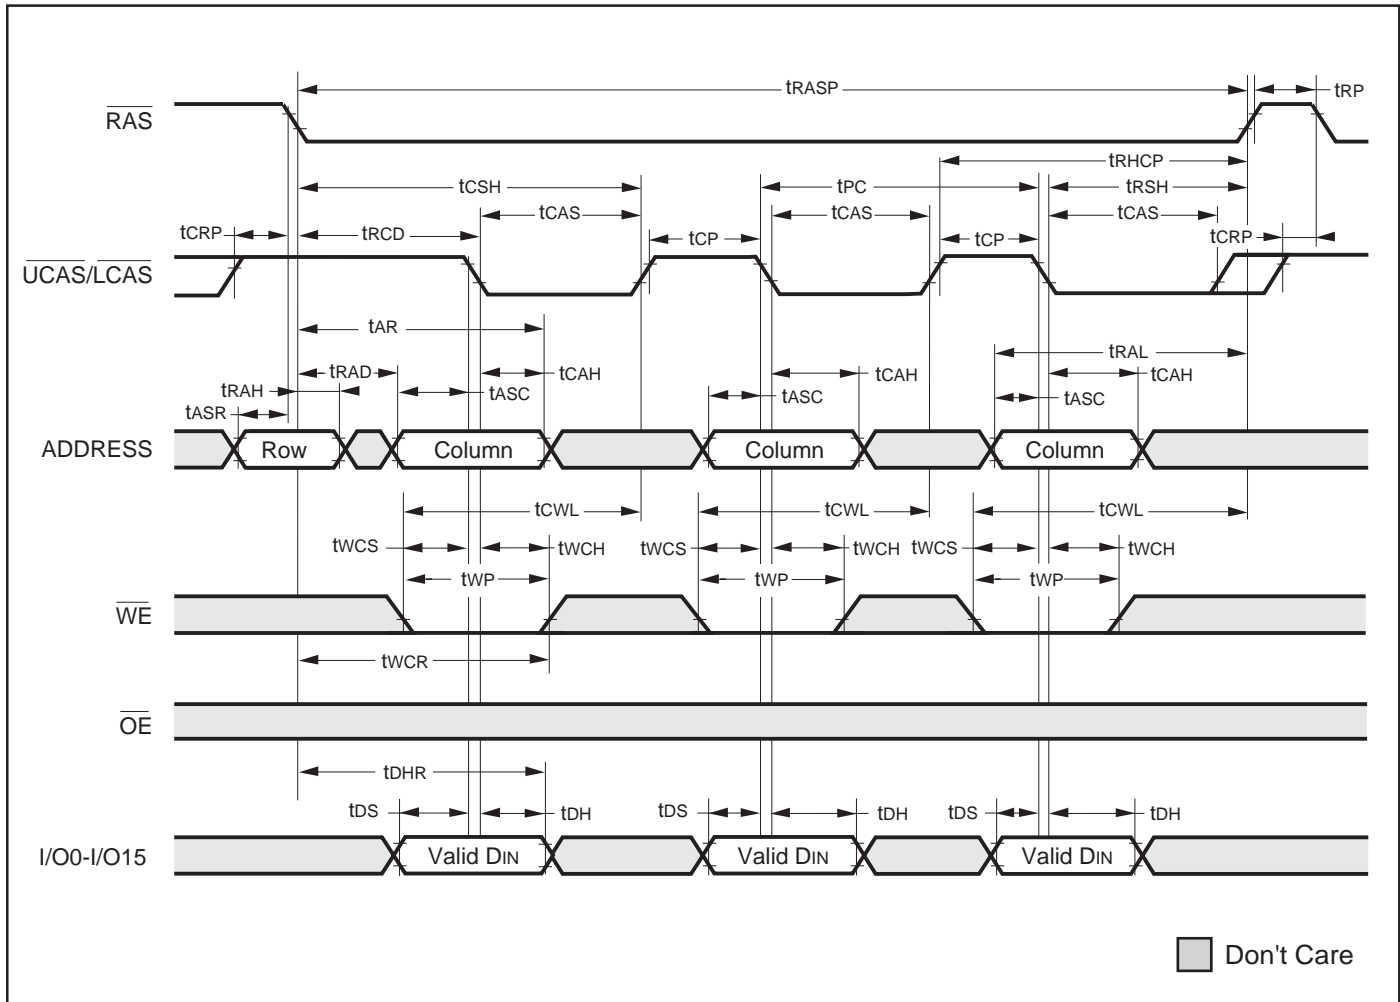 tRASP
tRP
RAS
tRHCP
tCSH
tPC
tRSH
tCAS
tCAS
tCAS
tCRP
tRCD
tCP
tCP
tCRP
UCAS/LCAS
tAR
tRAL
tRAD
tRAH
tCAH
tCAH
tCAH
tASR
tASC
tASC
tASC
ADDRESS
Row
Column
Column
Column
tCWL
tCWL
tCWL
tWCS
tWCH
tWCS
tWCH
tWCS
tWCH
tWP
tWP
tWP
WE
tWCR
OE
tDHR
tDS
tDH
tDS
tDH
tDS
tDH
I/O0-I/O15
Valid DIN
Valid DIN
Valid DIN
Don't Care